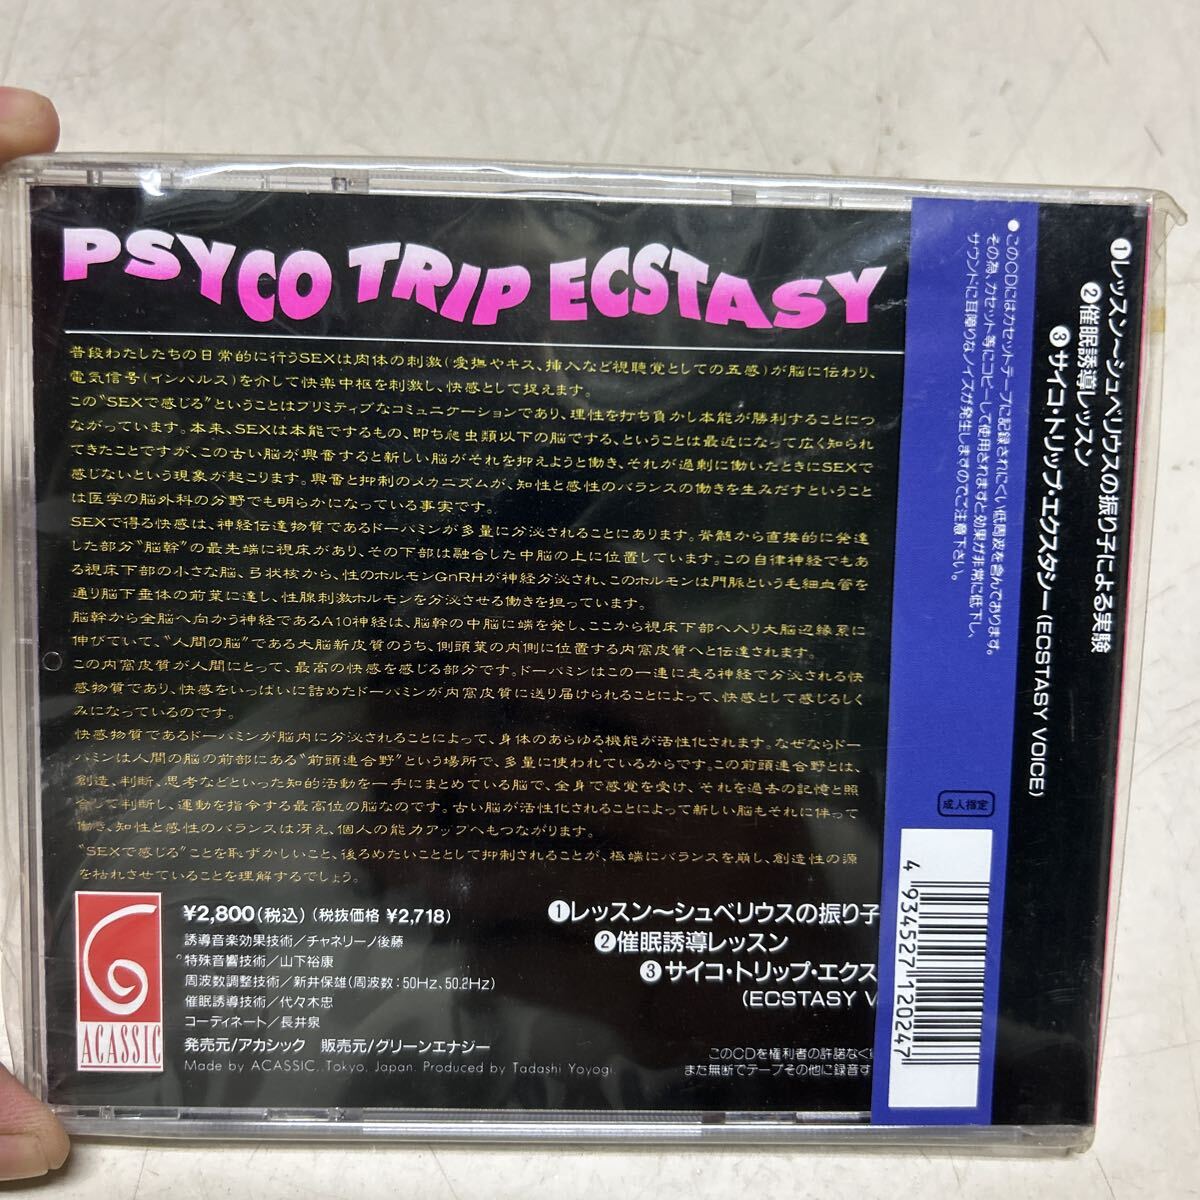 PSYCO TRIP ECSTASY
普段わたしたちの日常的に行うSEXは肉体の刺激(愛撫やキス、挿入など視聴覚としての五感)が脳に伝わり、
電気信号(インパルス)を介して快楽中枢を刺激し、快感として捉えます。
この“SEXで感じる”ということはプリミティブなコミュニケーションであり、理性を打ち負かし本能が勝利することにつ
ながっています。本来、SEXは本能でするもの、即ち爬虫類以下の脳でする、ということは最近になって広く知られ
てきたことですが、この古い脳が興奮すると新しい脳がそれを抑えようと働き、それが過剰に働いたときにSEXで
感じないという現象が起こります。興奮と抑制のメカニズムが、知性と感性のバランスの働きを生みだすということ
は医学の脳外科の分野でも明らかになっている事実です。
SEXで得る快感は、神経伝達物質であるドーパミンが多量に分泌されることにあります。脊髄から直接的に発達
した部分“脳幹”の最先端に視床があり、その下部は融合した中脳の上に位置しています。この自律神経でもあ
る視床下部の小さな脳、弓状核から、性のホルモンGnRHが神経分泌され、このホルモンは門脈という毛細血管を
通り脳下垂体の前葉に達し、性腺刺激ホルモンを分泌させる働きを担っています。
脳幹から全脳へ向かう神経であるA10神経は、脳幹の中脳に端を発し、ここから視床下部へ入り大脳辺縁系に
伸びていて、“人間の脳”である大脳新皮質のうち、側頭葉の内側に位置する内窩皮質へと伝達されます。
この内窩皮質が人間にとって、最高の快感を感じる部分です。ドーパミンはこの一連に走る神経で分泌される快
感物質であり、快感をいっぱいに詰めたドーパミンが内窩皮質に送り届けられることによって、快感として感じるしく
みになっているのです。
快感物質であるドーパミンが脳内に分泌されることによって、身体のあらゆる機能が活性化されます。なぜならドー
パミンは人間の脳の前部にある“前頭連合野”という場所で、多量に使われているからです。この前頭連合野とは、
創造、判断、思考などといった知的活動を一手にまとめている脳で、全身で感覚を受け、それを過去の記憶と照
合して判断し、運動を指令する最高位の脳なのです。古い脳が活性化されることによって新しい脳もそれに伴って
働き、知性と感性のバランスは冴え、個人の能力アップへもつながります。
“SEXで感じる”ことを恥ずかしいこと、後ろめたいこととして抑制されることが、極端にバランスを崩し、創造性の源
を枯れさせていることを理解するでしょう。
ACASSIC
¥2,800(税込)(税抜価格 ¥2,718)
誘導音楽効果技術/チャネリーノ後藤
特殊音響技術/山下裕康
周波数調整技術/新井保雄(周波数:50Hz、50.2Hz)
催眠誘導技術/代々木忠
コーディネート/長井泉
発売元/アカシック 販売元/グリーンエナジー
Made by ACASSIC. Tokyo, Japan. Produced by Tadashi Yoyogi.
❶レッスン〜シュベリウスの振り子
❷催眠誘導レッスン
❸サイコ・トリップ・エクス
(ECSTASY V
このCDを権利者の許諾なく
また無断でテープその他に録音す
●このCDにはカセットテープに記録されにくい低周波を含んでおります。
その為、カセット等にコピーして使用されますと効果が非常に低下し、
サウンドに耳障りなノイズが発生しますのでご注意下さい。
成人指定
4 934527 120247
❶レッスン〜シュベリウスの振り子による実験
❷催眠誘導レッスン
❸サイコ・トリップ・エクスタシー(ECSTASY VOICE)